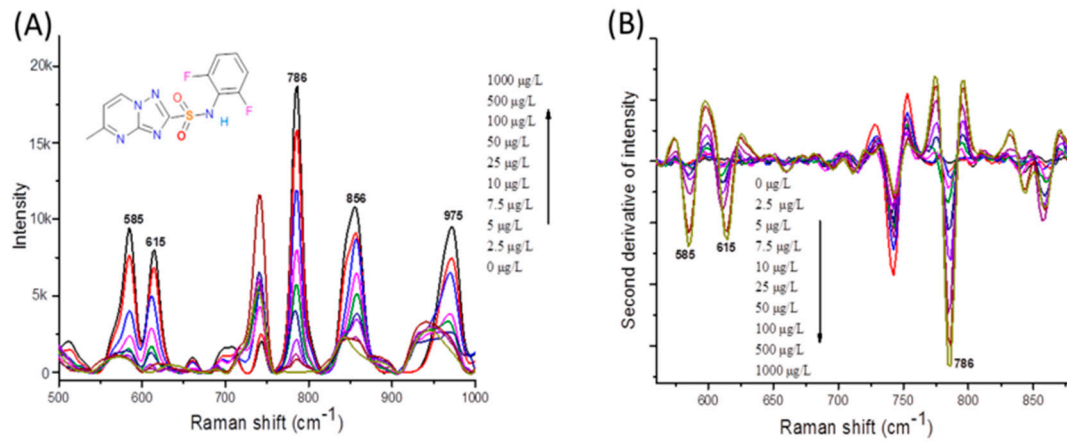 (A)
20k
15k
10k
5k
0
Intensity
500 600 700 800 900 1000
Raman shift (cm-1)
F
F
N
N
N
N
O
S
O
N
H
585
615
786
856
975
1000 µg/L
500 µg/L
100 µg/L
50 µg/L
25 µg/L
10 µg/L
7.5 µg/L
5 µg/L
2.5 µg/L
0 µg/L
(B)
Second derivative of intensity
600 650 700 750 800 850
Raman shift (cm-1)
585
615
786
0 µg/L
2.5 µg/L
5 µg/L
7.5 µg/L
10 µg/L
25 µg/L
50 µg/L
100 µg/L
500 µg/L
1000 µg/L